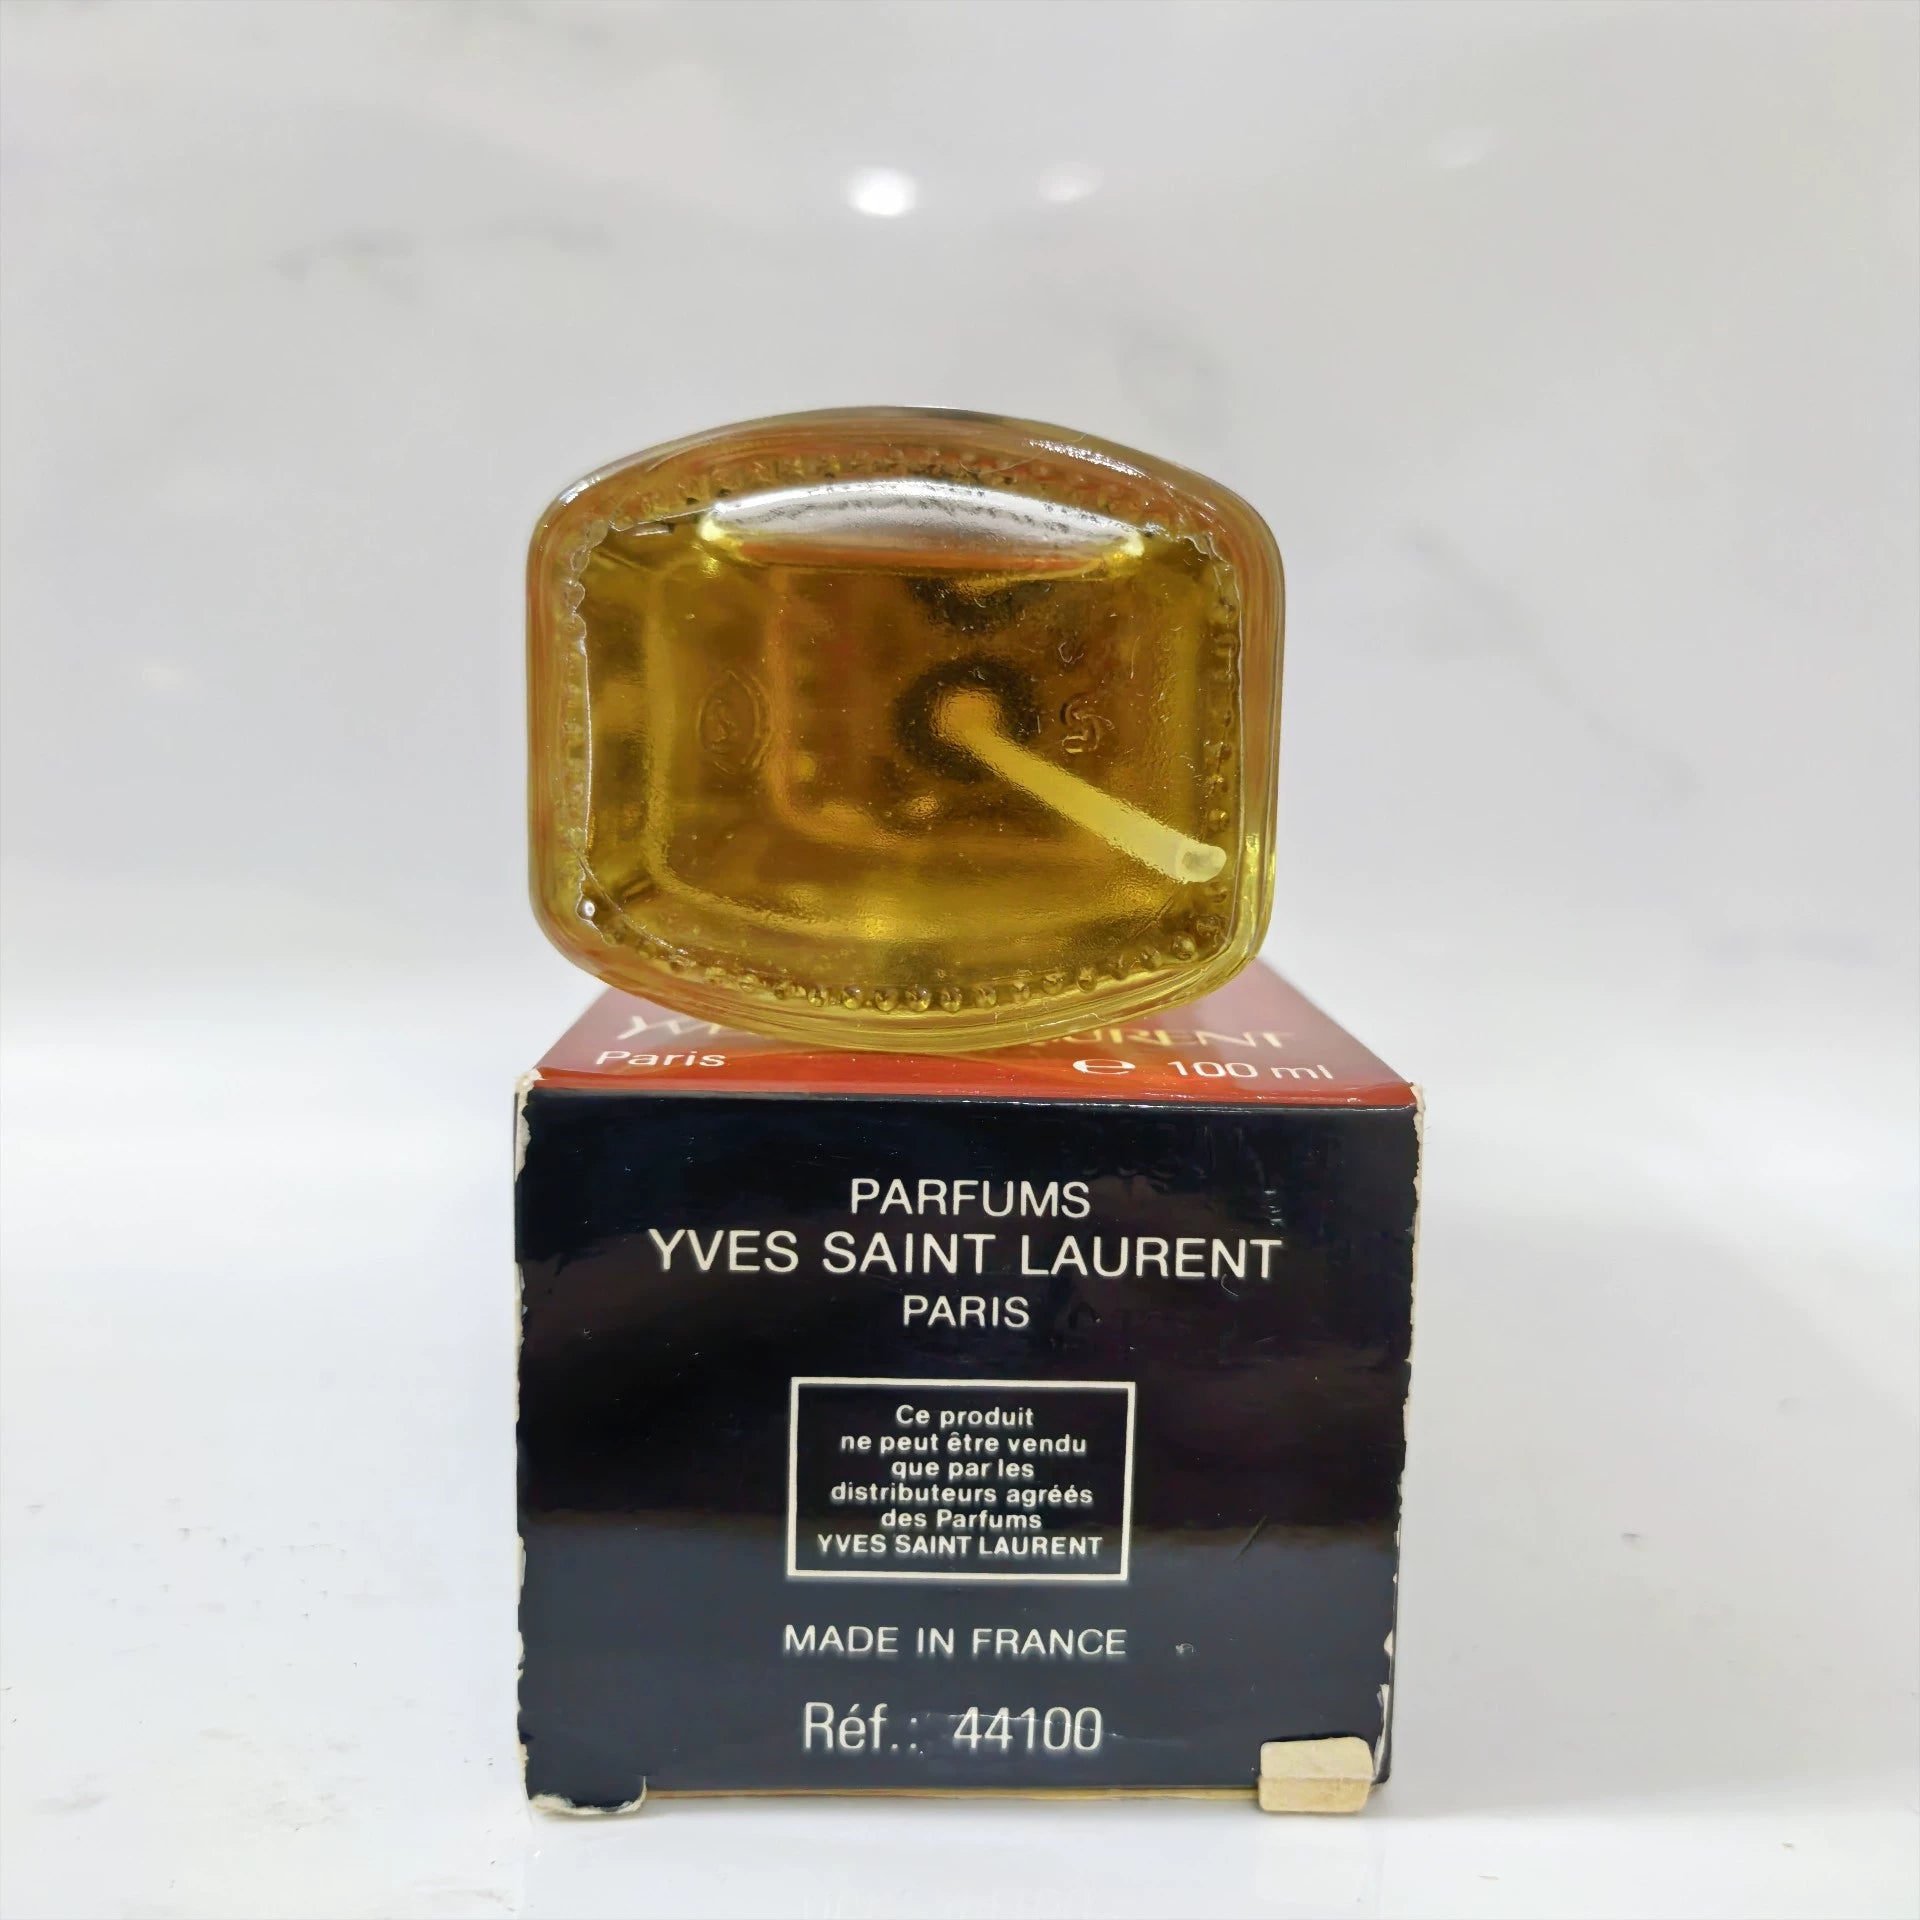 Paris
℮ 100 ml
PARFUMS
YVES SAINT LAURENT
PARIS
Ce produit
ne peut être vendu
que par les
distributeurs agréés
des Parfums
YVES SAINT LAURENT
MADE IN FRANCE
Réf.: 44100